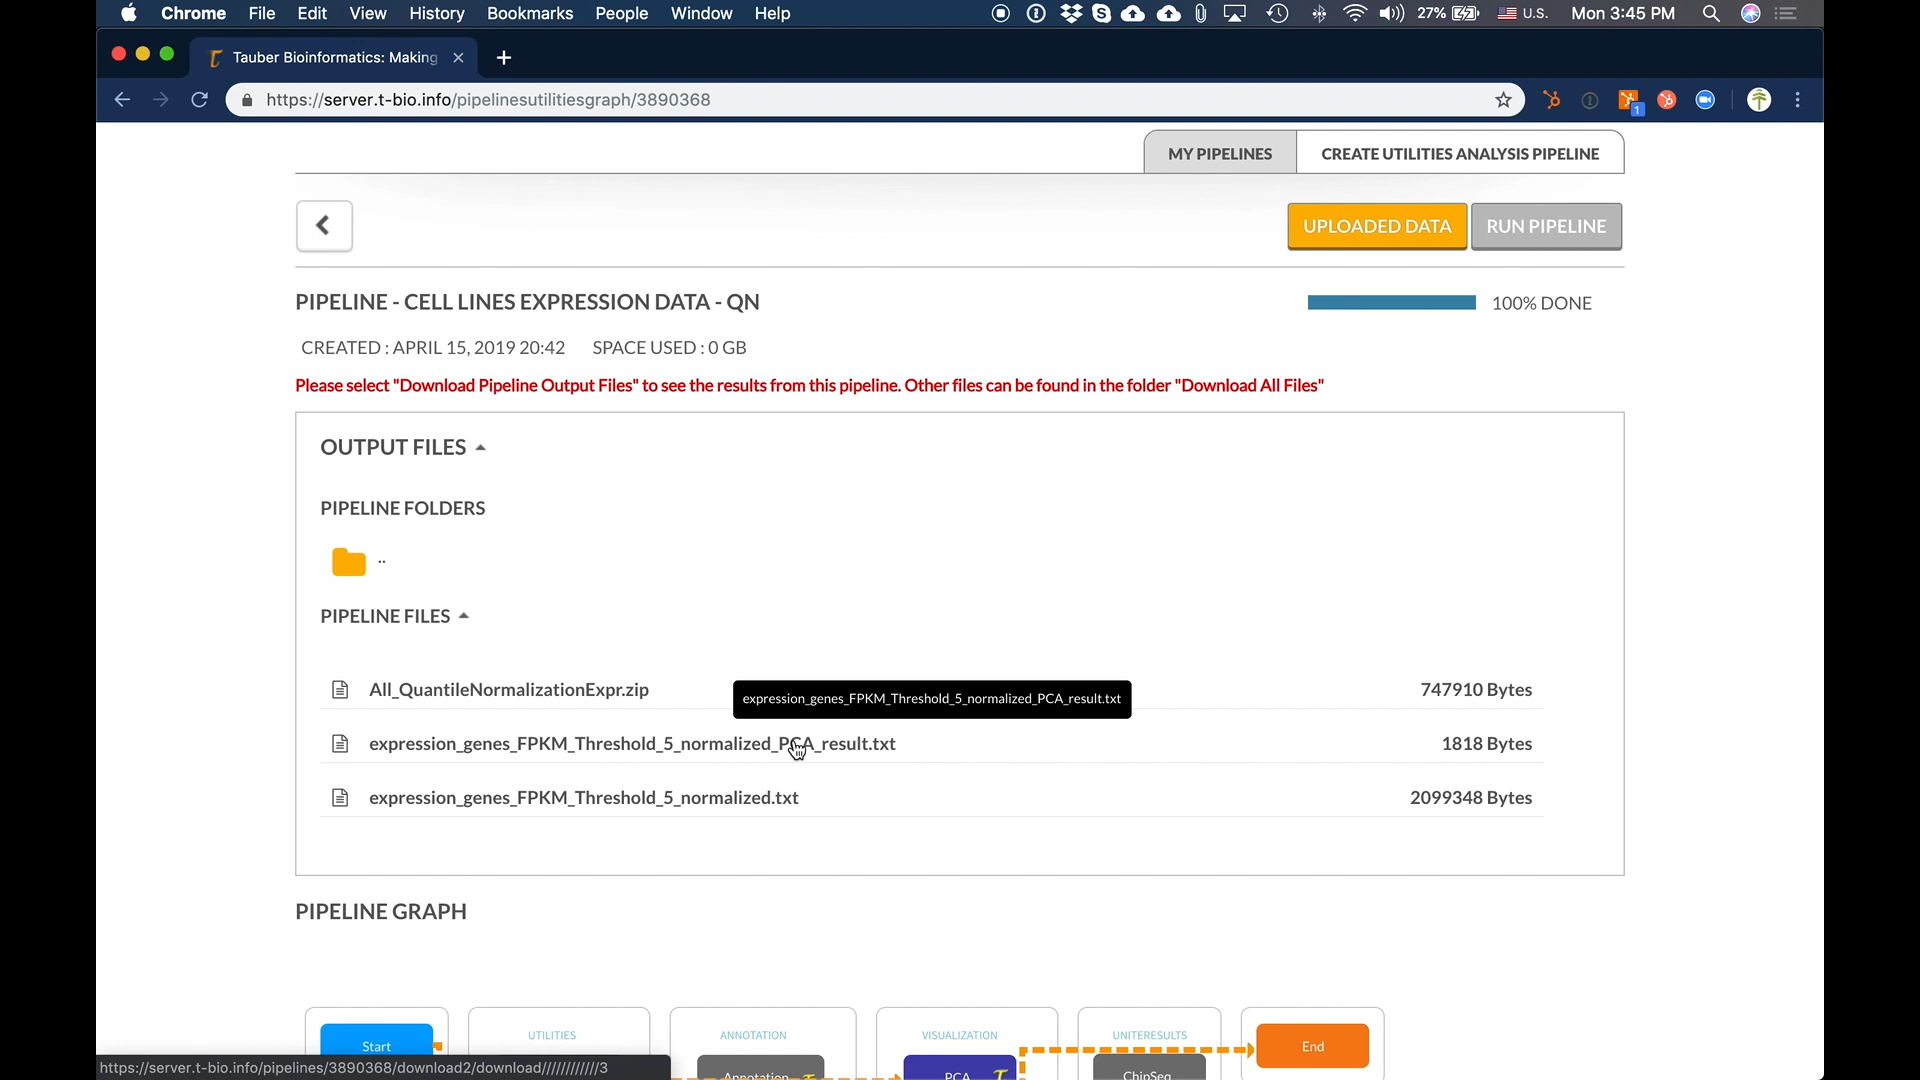 Chrome File Edit View History Bookmarks People Window Help 27% U.S. Mon 3:45 PM
Tauber Bioinformatics: Making
https://server.t-bio.info/pipelinesutilitiesgraph/3890368
1
MY PIPELINES CREATE UTILITIES ANALYSIS PIPELINE
UPLOADED DATA RUN PIPELINE
PIPELINE - CELL LINES EXPRESSION DATA - QN 100% DONE
CREATED : APRIL 15, 2019 20:42 SPACE USED : 0 GB
Please select "Download Pipeline Output Files" to see the results from this pipeline. Other files can be found in the folder "Download All Files"
OUTPUT FILES
PIPELINE FOLDERS
..
PIPELINE FILES
All_QuantileNormalizationExpr.zip 747910 Bytes
expression_genes_FPKM_Threshold_5_normalized_PCA_result.txt
expression_genes_FPKM_Threshold_5_normalized_PCA_result.txt 1818 Bytes
expression_genes_FPKM_Threshold_5_normalized.txt 2099348 Bytes
PIPELINE GRAPH
UTILITIES ANNOTATION VISUALIZATION UNITERESULTS
Start End
Annotation PCA ChipSeq
https://server.t-bio.info/pipelines/3890368/download2/download////////////3